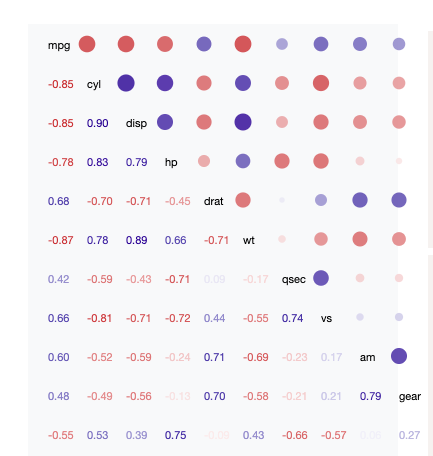 mpg
-0.85 cyl
-0.85 0.90 disp
-0.78 0.83 0.79 hp
0.68 -0.70 -0.71 -0.45 drat
-0.87 0.78 0.89 0.66 -0.71 wt
0.42 -0.59 -0.43 -0.71 0.09 -0.17 qsec
0.66 -0.81 -0.71 -0.72 0.44 -0.55 0.74 vs
0.60 -0.52 -0.59 -0.24 0.71 -0.69 -0.23 0.17 am
0.48 -0.49 -0.56 -0.13 0.70 -0.58 -0.21 0.21 0.79 gear
-0.55 0.53 0.39 0.75 -0.09 0.43 -0.66 -0.57 0.06 0.27